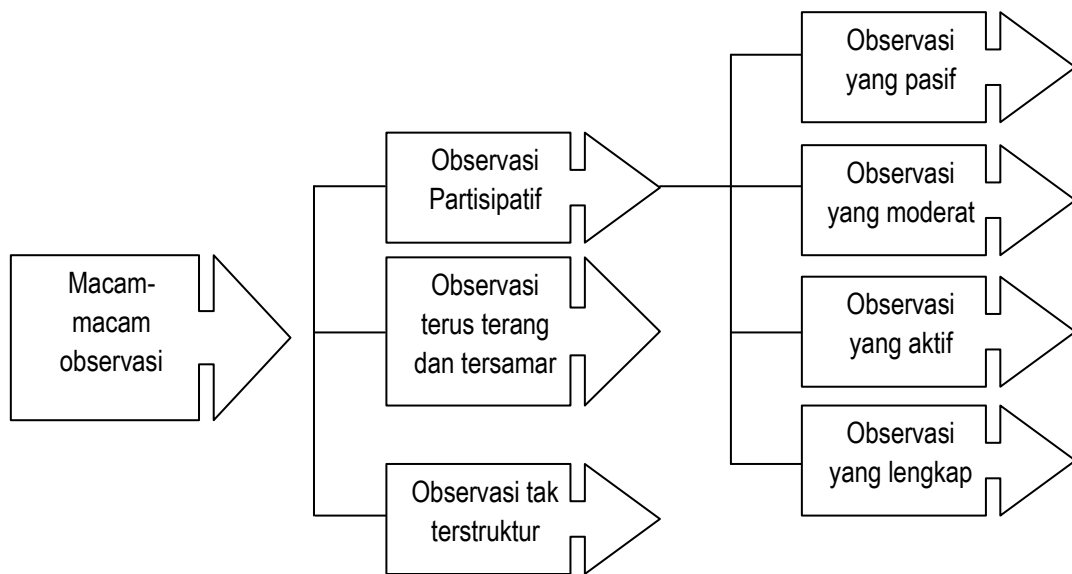 Macam-
macam
observasi
Observasi
Partisipatif
Observasi
terus terang
dan tersamar
Observasi tak
terstruktur
Observasi
yang pasif
Observasi
yang moderat
Observasi
yang aktif
Observasi
yang lengkap